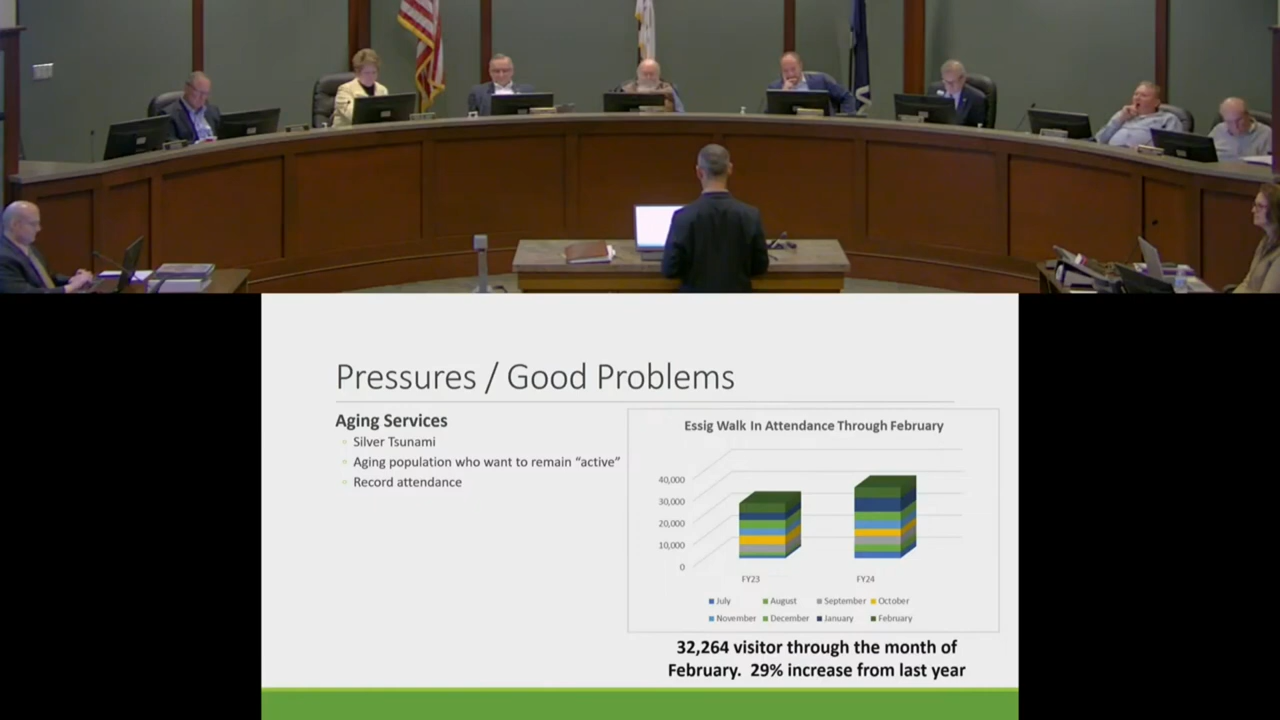 Pressures / Good Problems
Aging Services
Silver Tsunami
Aging population who want to remain “active”
Record attendance
Essig Walk In Attendance Through February
40,000
30,000
20,000
10,000
0
FY23
FY24
July
August
September
October
November
December
January
February
32,264 visitor through the month of
February. 29% increase from last year